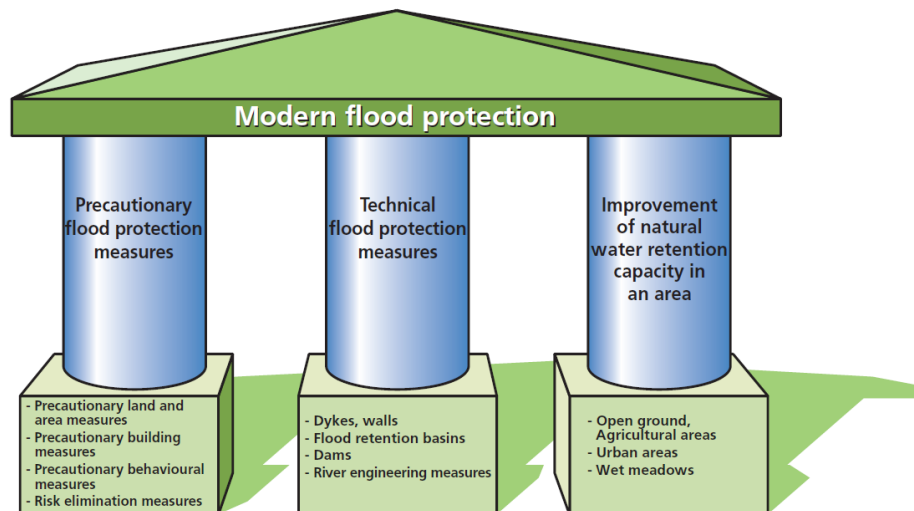 Modern flood protection
Precautionary
flood protection
measures
Technical
flood protection
measures
Improvement
of natural
water retention
capacity in
an area
- Precautionary land and
area measures
- Precautionary building
measures
- Precautionary behavioural
measures
- Risk elimination measures
- Dykes, walls
- Flood retention basins
- Dams
- River engineering measures
- Open ground,
Agricultural areas
- Urban areas
- Wet meadows